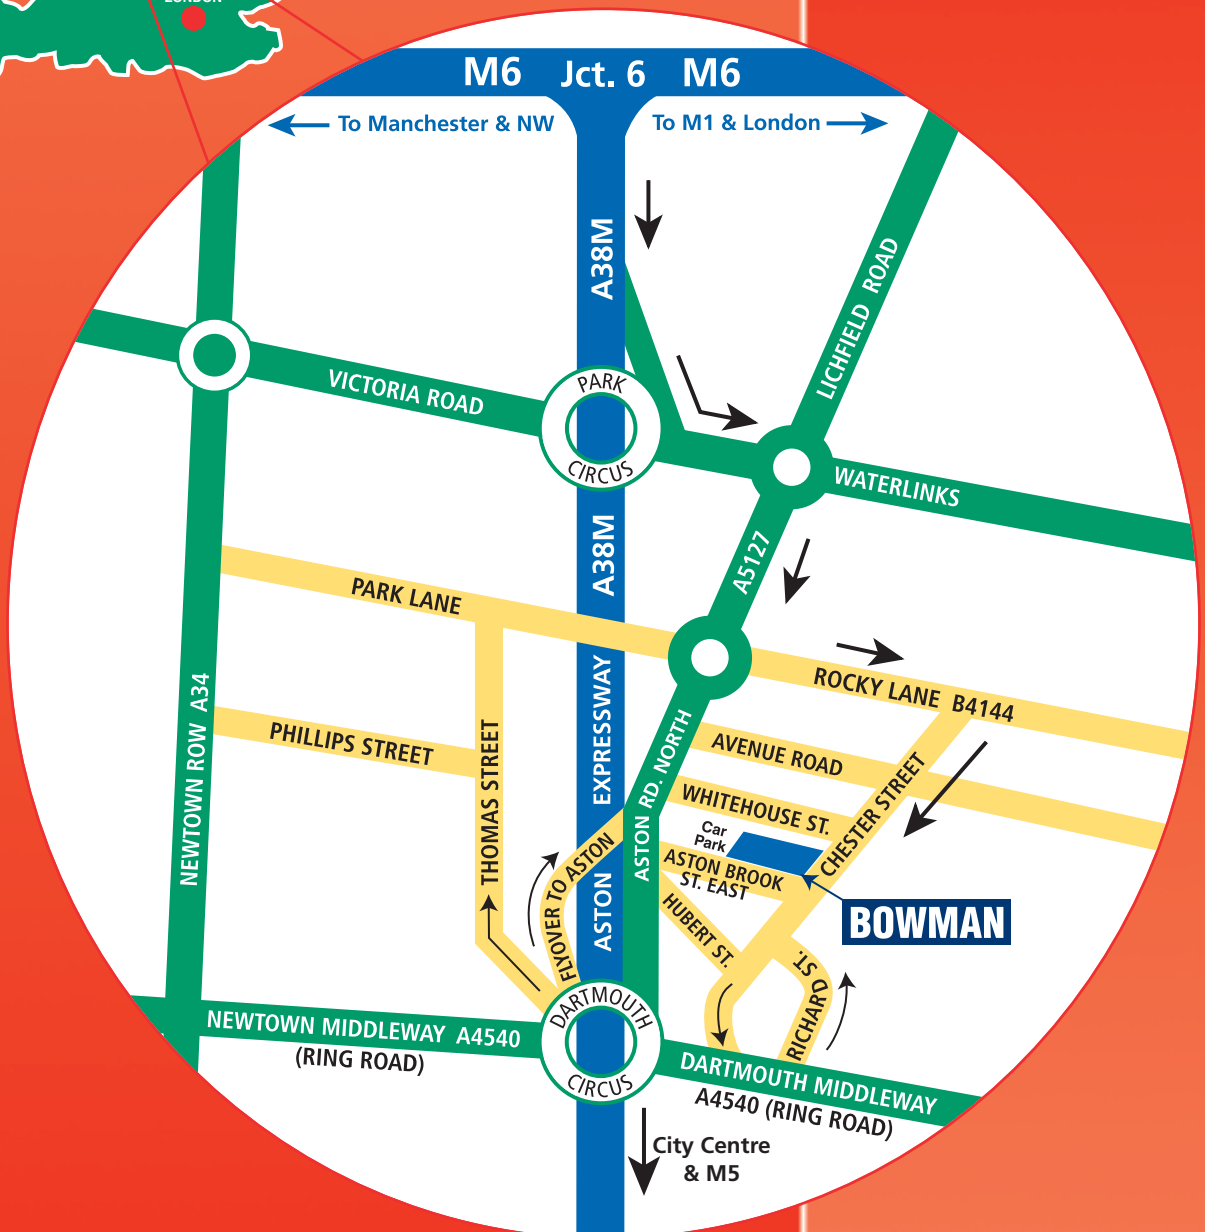 LONDON
M6 Jct. 6 M6
To Manchester & NW
To M1 & London
A38M
LICHFIELD ROAD
VICTORIA ROAD
PARK
CIRCUS
WATERLINKS
A38M
A5127
PARK LANE
ROCKY LANE B4144
NEWTOWN ROW A34
PHILLIPS STREET
THOMAS STREET
ASTON EXPRESSWAY
ASTON RD. NORTH
AVENUE ROAD
WHITEHOUSE ST.
CHESTER STREET
Car
Park
ASTON BROOK
ST. EAST
FLYOVER TO ASTON
HUBERT ST.
BOWMAN
RICHARD ST.
NEWTOWN MIDDLEWAY A4540
(RING ROAD)
DARTMOUTH
CIRCUS
DARTMOUTH MIDDLEWAY
A4540 (RING ROAD)
City Centre
& M5